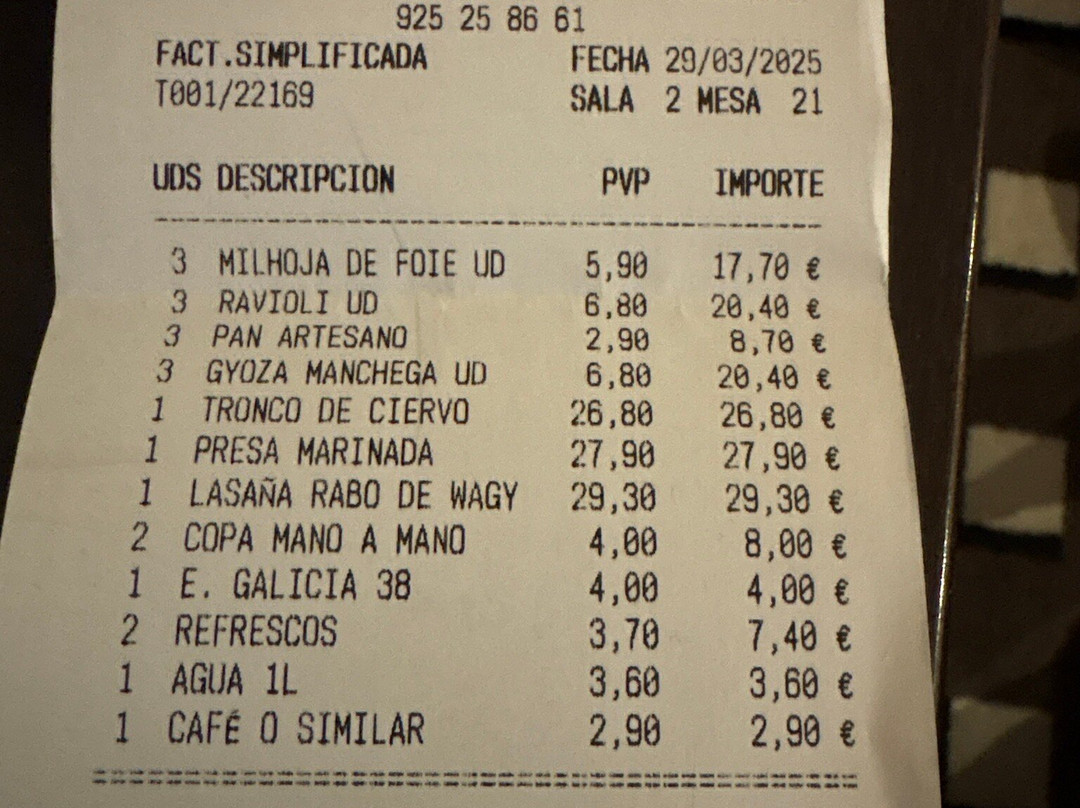 925 25 86 61
FACT.SIMPLIFICADA FECHA 29/03/2025
T001/22169 SALA 2 MESA 21
UDS DESCRIPCION PVP IMPORTE
3 MILHOJA DE FOIE UD 5,90 17,70 €
3 RAVIOLI UD 6,80 20,40 €
3 PAN ARTESANO 2,90 8,70 €
3 GYOZA MANCHEGA UD 6,80 20,40 €
1 TRONCO DE CIERVO 26,80 26,80 €
1 PRESA MARINADA 27,90 27,90 €
1 LASAÑA RABO DE WAGY 29,30 29,30 €
2 COPA MANO A MANO 4,00 8,00 €
1 E. GALICIA 38 4,00 4,00 €
2 REFRESCOS 3,70 7,40 €
1 AGUA 1L 3,60 3,60 €
1 CAFÉ O SIMILAR 2,90 2,90 €